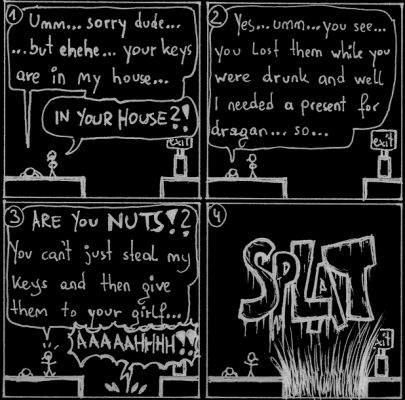 1
Umm... sorry dude...
...but ehehe... your keys
are in my house...
IN YOUR HOUSE?!
exit
2
Yes...umm...you see...
you lost them while you
were drunk and well
I needed a present for
dragan... so...
exit
3
ARE YOU NUTS!?
You can't just steal my
keys and then give
them to your girlf...
AAAAAHHHH!!
4
SPLAT
exit